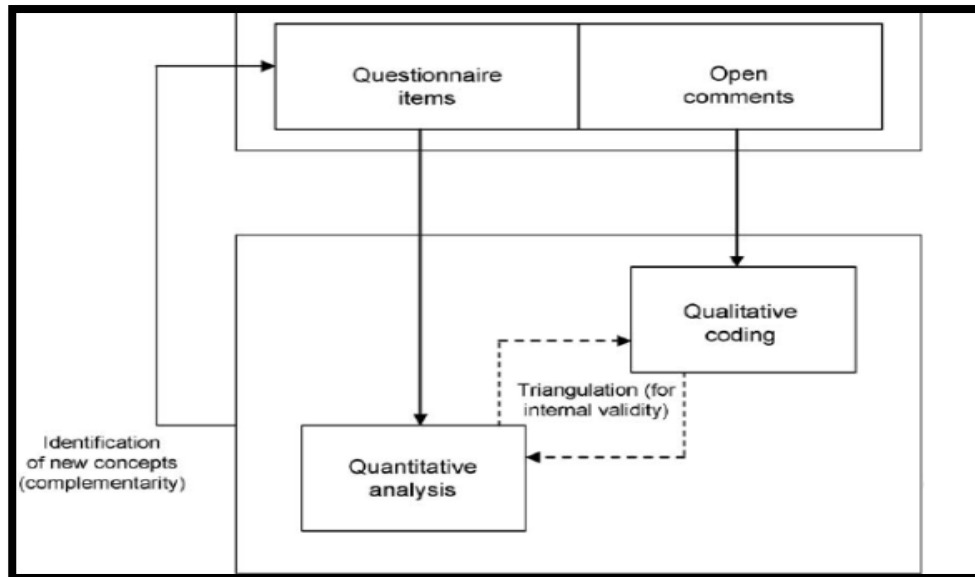 Questionnaire
items
Open
comments
Qualitative
coding
Triangulation (for
internal validity)
Identification
of new concepts
(complementarity)
Quantitative
analysis